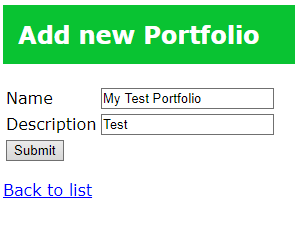 Add new Portfolio
Name My Test Portfolio
Description Test
Submit
Back to list